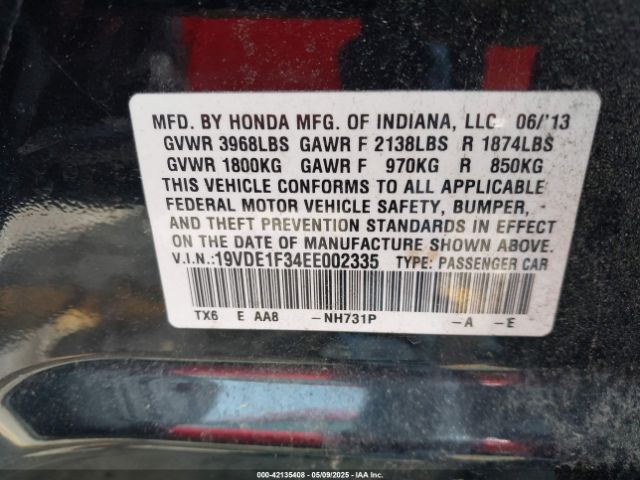 MFD. BY HONDA MFG. OF INDIANA, LLC 06/'13
GVWR 3968LBS GAWR F 2138LBS R 1874LBS
GVWR 1800KG GAWR F 970KG R 850KG
THIS VEHICLE CONFORMS TO ALL APPLICABLE
FEDERAL MOTOR VEHICLE SAFETY, BUMPER,
AND THEFT PREVENTION STANDARDS IN EFFECT
ON THE DATE OF MANUFACTURE SHOWN ABOVE.
V.I.N.:19VDE1F34EE002335 TYPE: PASSENGER CAR
TX6 E AA8 -NH731P -A -E
000-42135408 - 05/09/2025 - IAA Inc.